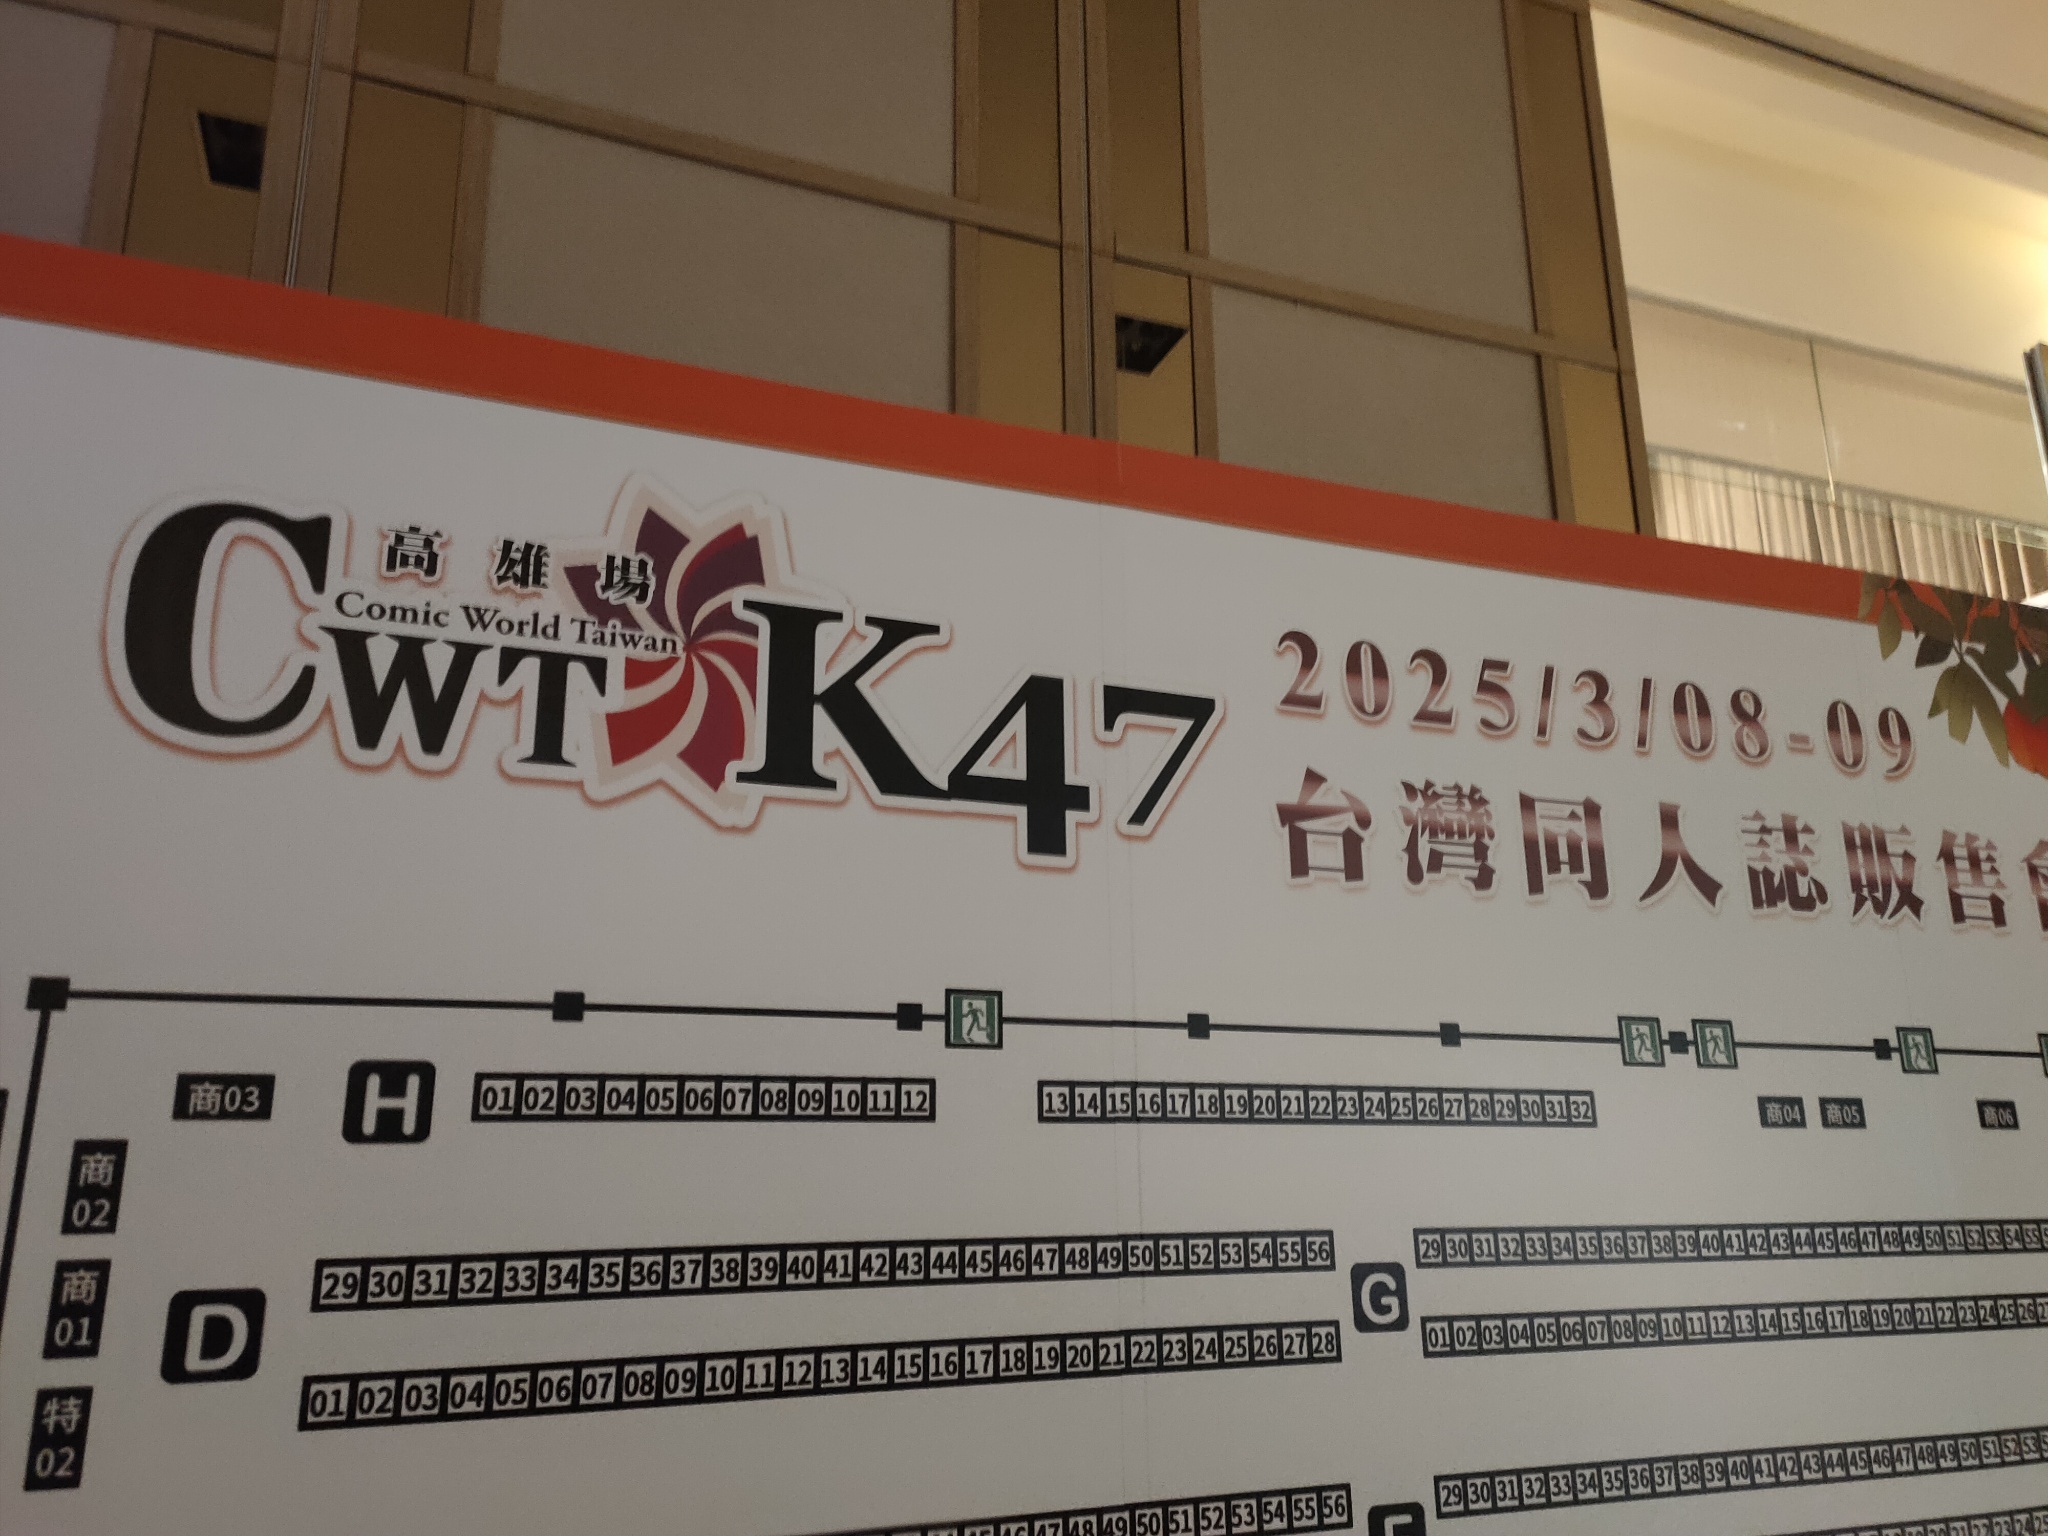 高雄場
Comic World Taiwan
CWT K47
2025/3/08-09
台灣同人誌販售會
商03
H
01 02 03 04 05 06 07 08 09 10 11 12
13 14 15 16 17 18 19 20 21 22 23 24 25 26 27 28 29 30 31 32
商04
商05
商06
商
02
29 30 31 32 33 34 35 36 37 38 39 40 41 42 43 44 45 46 47 48 49 50 51 52 53 54 55 56
G
29 30 31 32 33 34 35 36 37 38 39 40 41 42 43 44 45 46 47 48 49 50 51 52 53 54 55
商
01
D
01 02 03 04 05 06 07 08 09 10 11 12 13 14 15 16 17 18 19 20 21 22 23 24 25 26 27 28
01 02 03 04 05 06 07 08 09 10 11 12 13 14 15 16 17 18 19 20 21 22 23 24 25 26
特
02
47 48 49 50 51 52 53 54 55 56
29 30 31 32 33 34 35 36 37 38 39 40 41 42 43 44 45 46 47 48 49 50 51 52 53